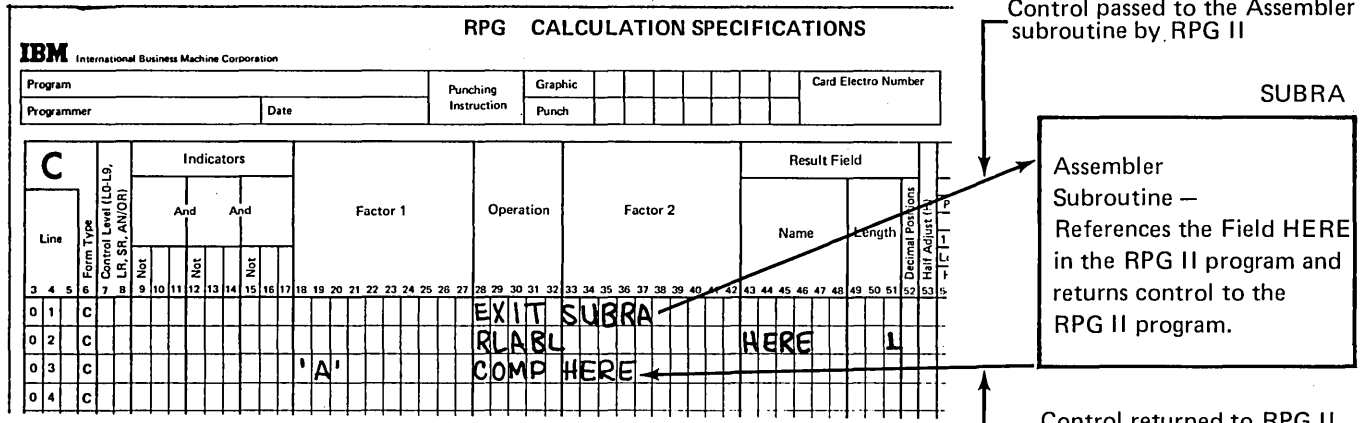 Control passed to the Assembler
subroutine by RPG II
RPG CALCULATION SPECIFICATIONS
IBM International Business Machine Corporation
Program
Punching
Instruction
Graphic
Card Electro Number
Programmer
Date
Punch
SUBRA
C
Indicators
Result Field
Line
Form Type
Control Level (L0-L9,
LR, SR, AN/OR)
And And
Factor 1
Operation
Factor 2
Name
Length
Decimal Positions
Half Adjust (H)
Not
Not
Not
3 4 5 6 7 8 9 10 11 12 13 14 15 16 17 18 19 20 21 22 23 24 25 26 27 28 29 30 31 32 33 34 35 36 37 38 39 40 41 42 43 44 45 46 47 48 49 50 51 52 53
0 1 C EXIT SUBRA
0 2 C RLABL HERE 1
0 3 C 'A' COMP HERE
0 4 C
Assembler
Subroutine —
References the Field HERE
in the RPG II program and
returns control to the
RPG II program.
Control returned to RPG II